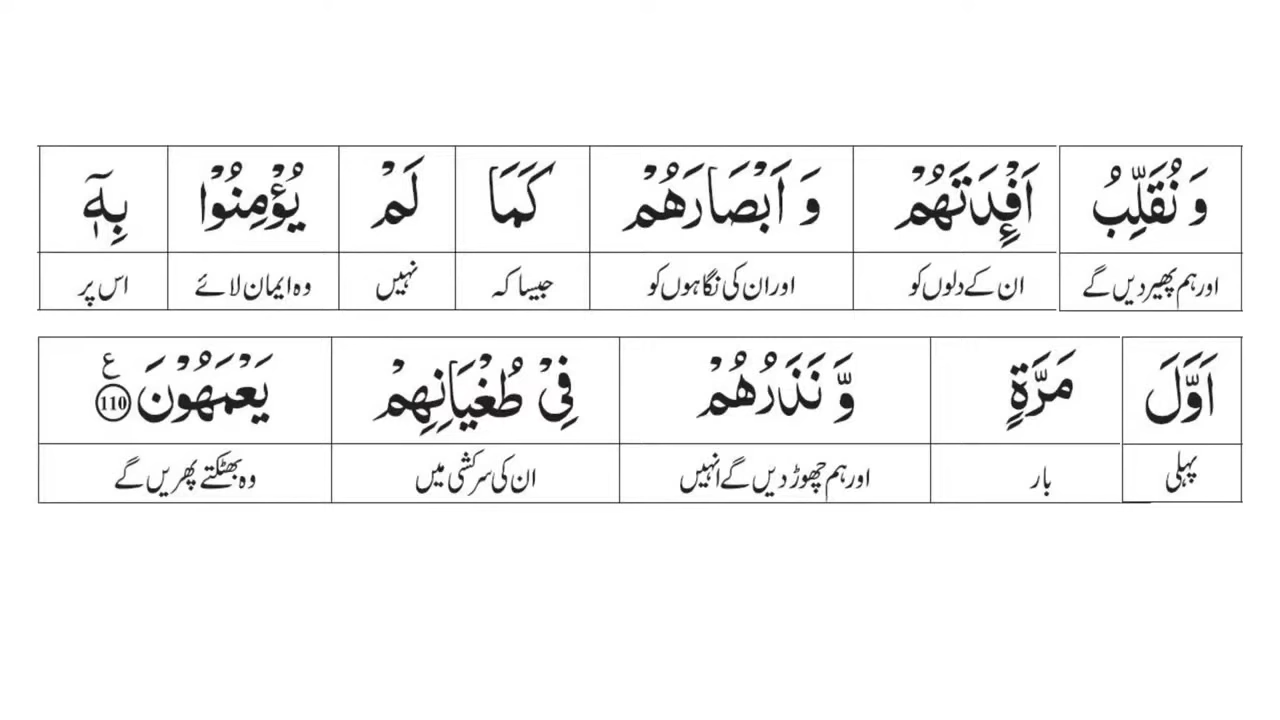 وَ نُقَلِّبُ اَفْـِٕدَتَهُمْ وَ اَبْصَارَهُمْ كَمَا لَمْ يُؤْمِنُوْا بِهٖۤ
اور ہم پھیر دیں گے ان کے دلوں کو اور ان کی نگاہوں کو جیسا کہ نہیں وہ ایمان لائے اس پر
اَوَّلَ مَرَّةٍ وَّ نَذَرُهُمْ فِيْ طُغْيَانِهِمْ يَعْمَهُوْنَ ع 110
پہلی بار اور ہم چھوڑ دیں گے انہیں ان کی سرکشی میں وہ بھٹکتے پھریں گے